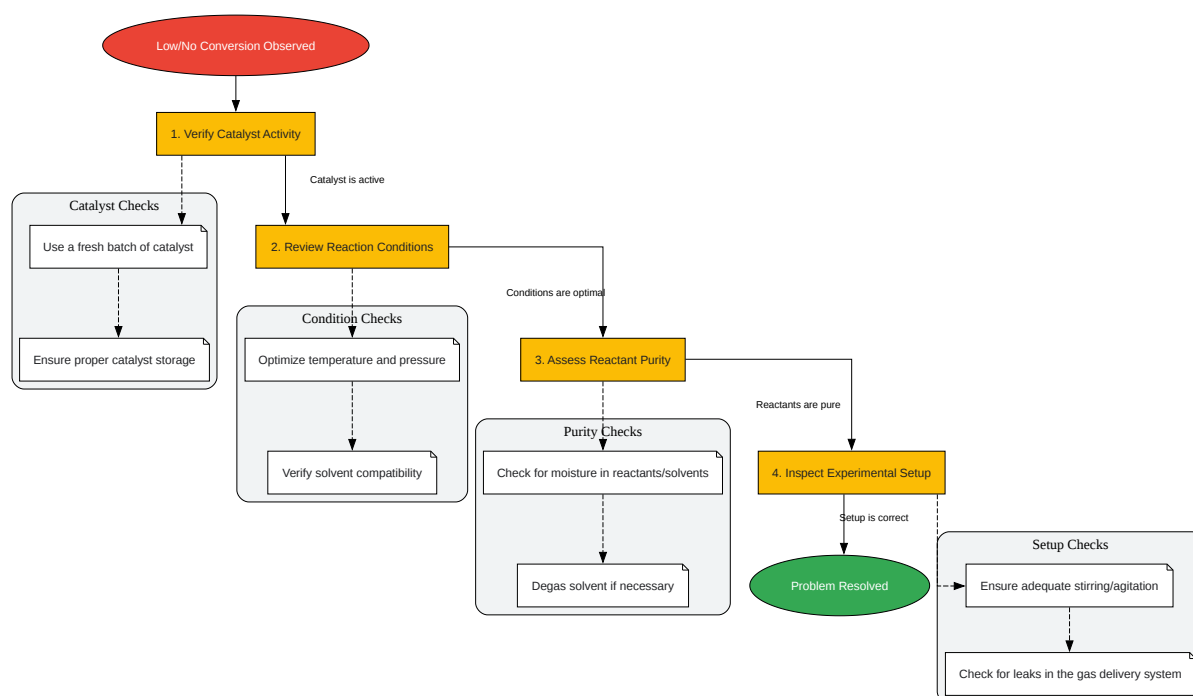 Low/No Conversion Observed
1. Verify Catalyst Activity
Catalyst is active
Catalyst Checks
Use a fresh batch of catalyst
Ensure proper catalyst storage
2. Review Reaction Conditions
Conditions are optimal
Condition Checks
Optimize temperature and pressure
Verify solvent compatibility
3. Assess Reactant Purity
Reactants are pure
Purity Checks
Check for moisture in reactants/solvents
Degas solvent if necessary
4. Inspect Experimental Setup
Setup is correct
Problem Resolved
Setup Checks
Ensure adequate stirring/agitation
Check for leaks in the gas delivery system